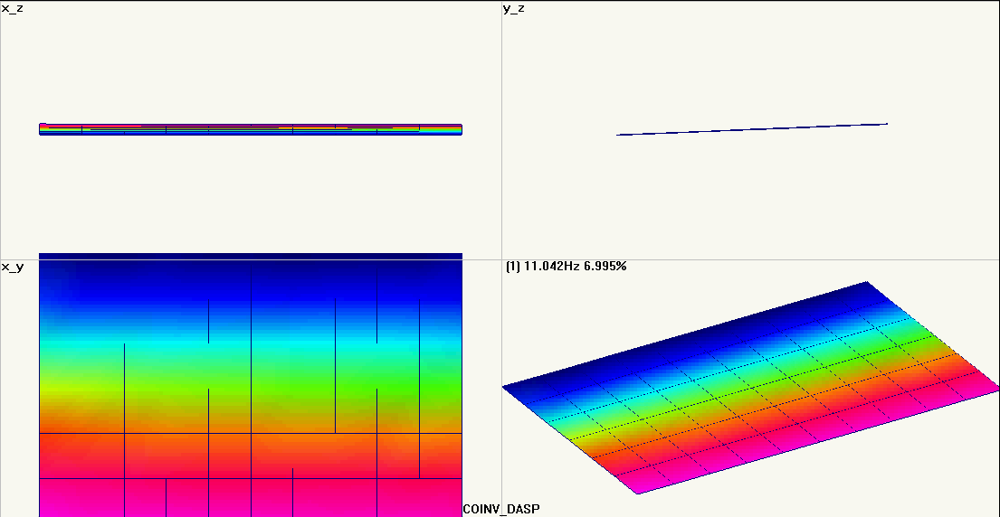 x_z
y_z
x_y
(1) 11.042Hz 6.995%
COINV_DASP